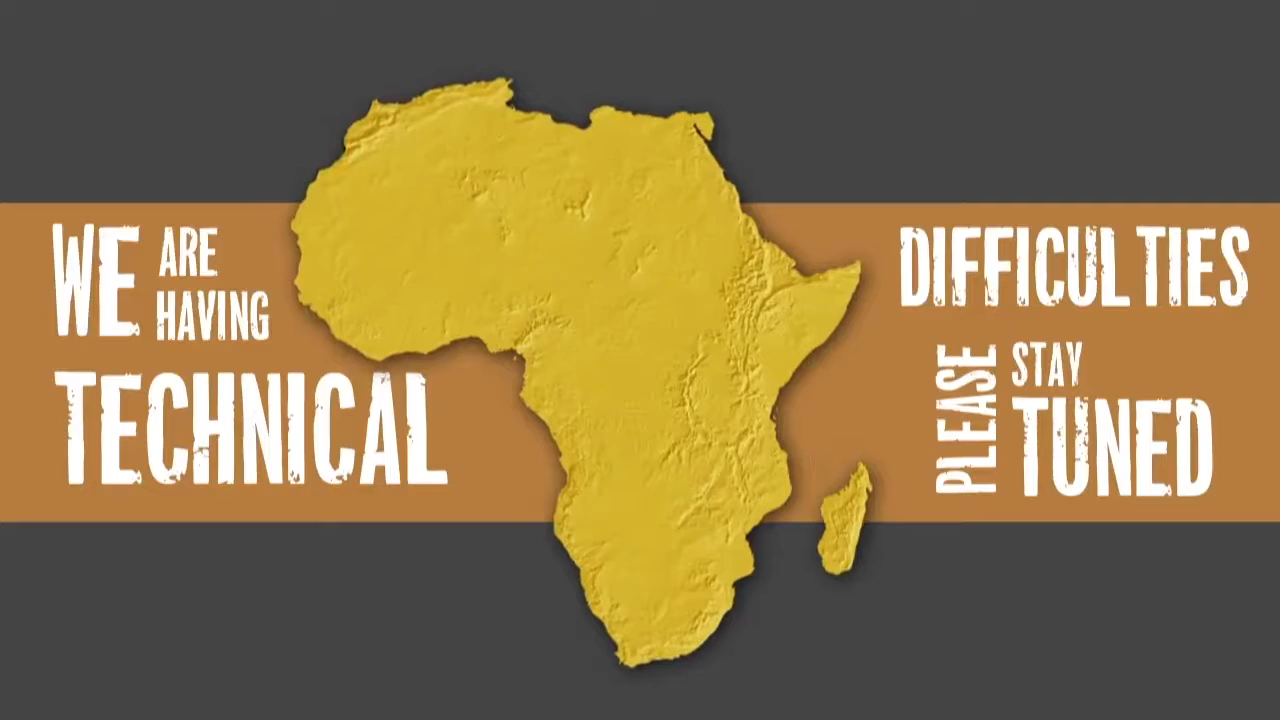 WE ARE
HAVING
TECHNICAL
DIFFICULTIES
PLEASE STAY
TUNED